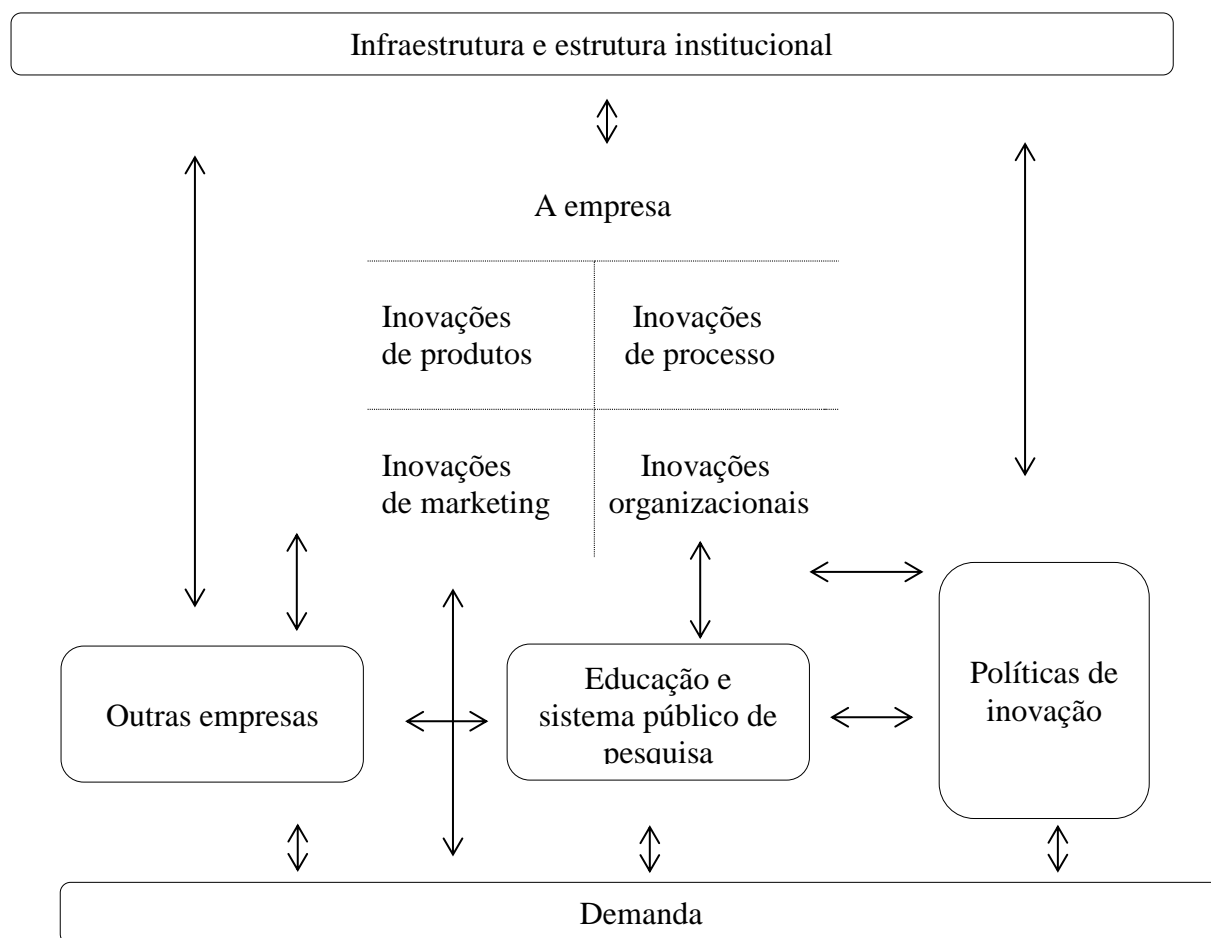 Infraestrutura e estrutura institucional
A empresa
Inovações
de produtos
Inovações
de processo
Inovações
de marketing
Inovações
organizacionais
Outras empresas
Educação e
sistema público de
pesquisa
Políticas de
inovação
Demanda